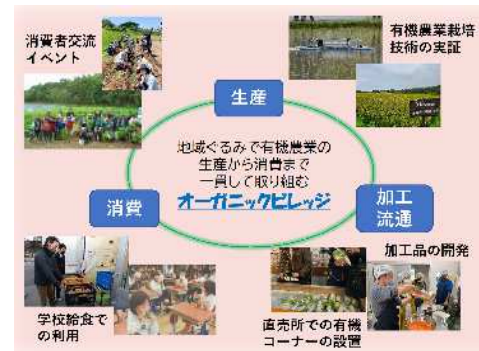 消費者交流
イベント
有機農業栽培
技術の実証
生産
地域ぐるみで有機農業の
生産から消費まで
一貫して取り組む
オーガニックビレッジ
消費
加工
流通
加工品の開発
学校給食で
の利用
直売所での有機
コーナーの設置